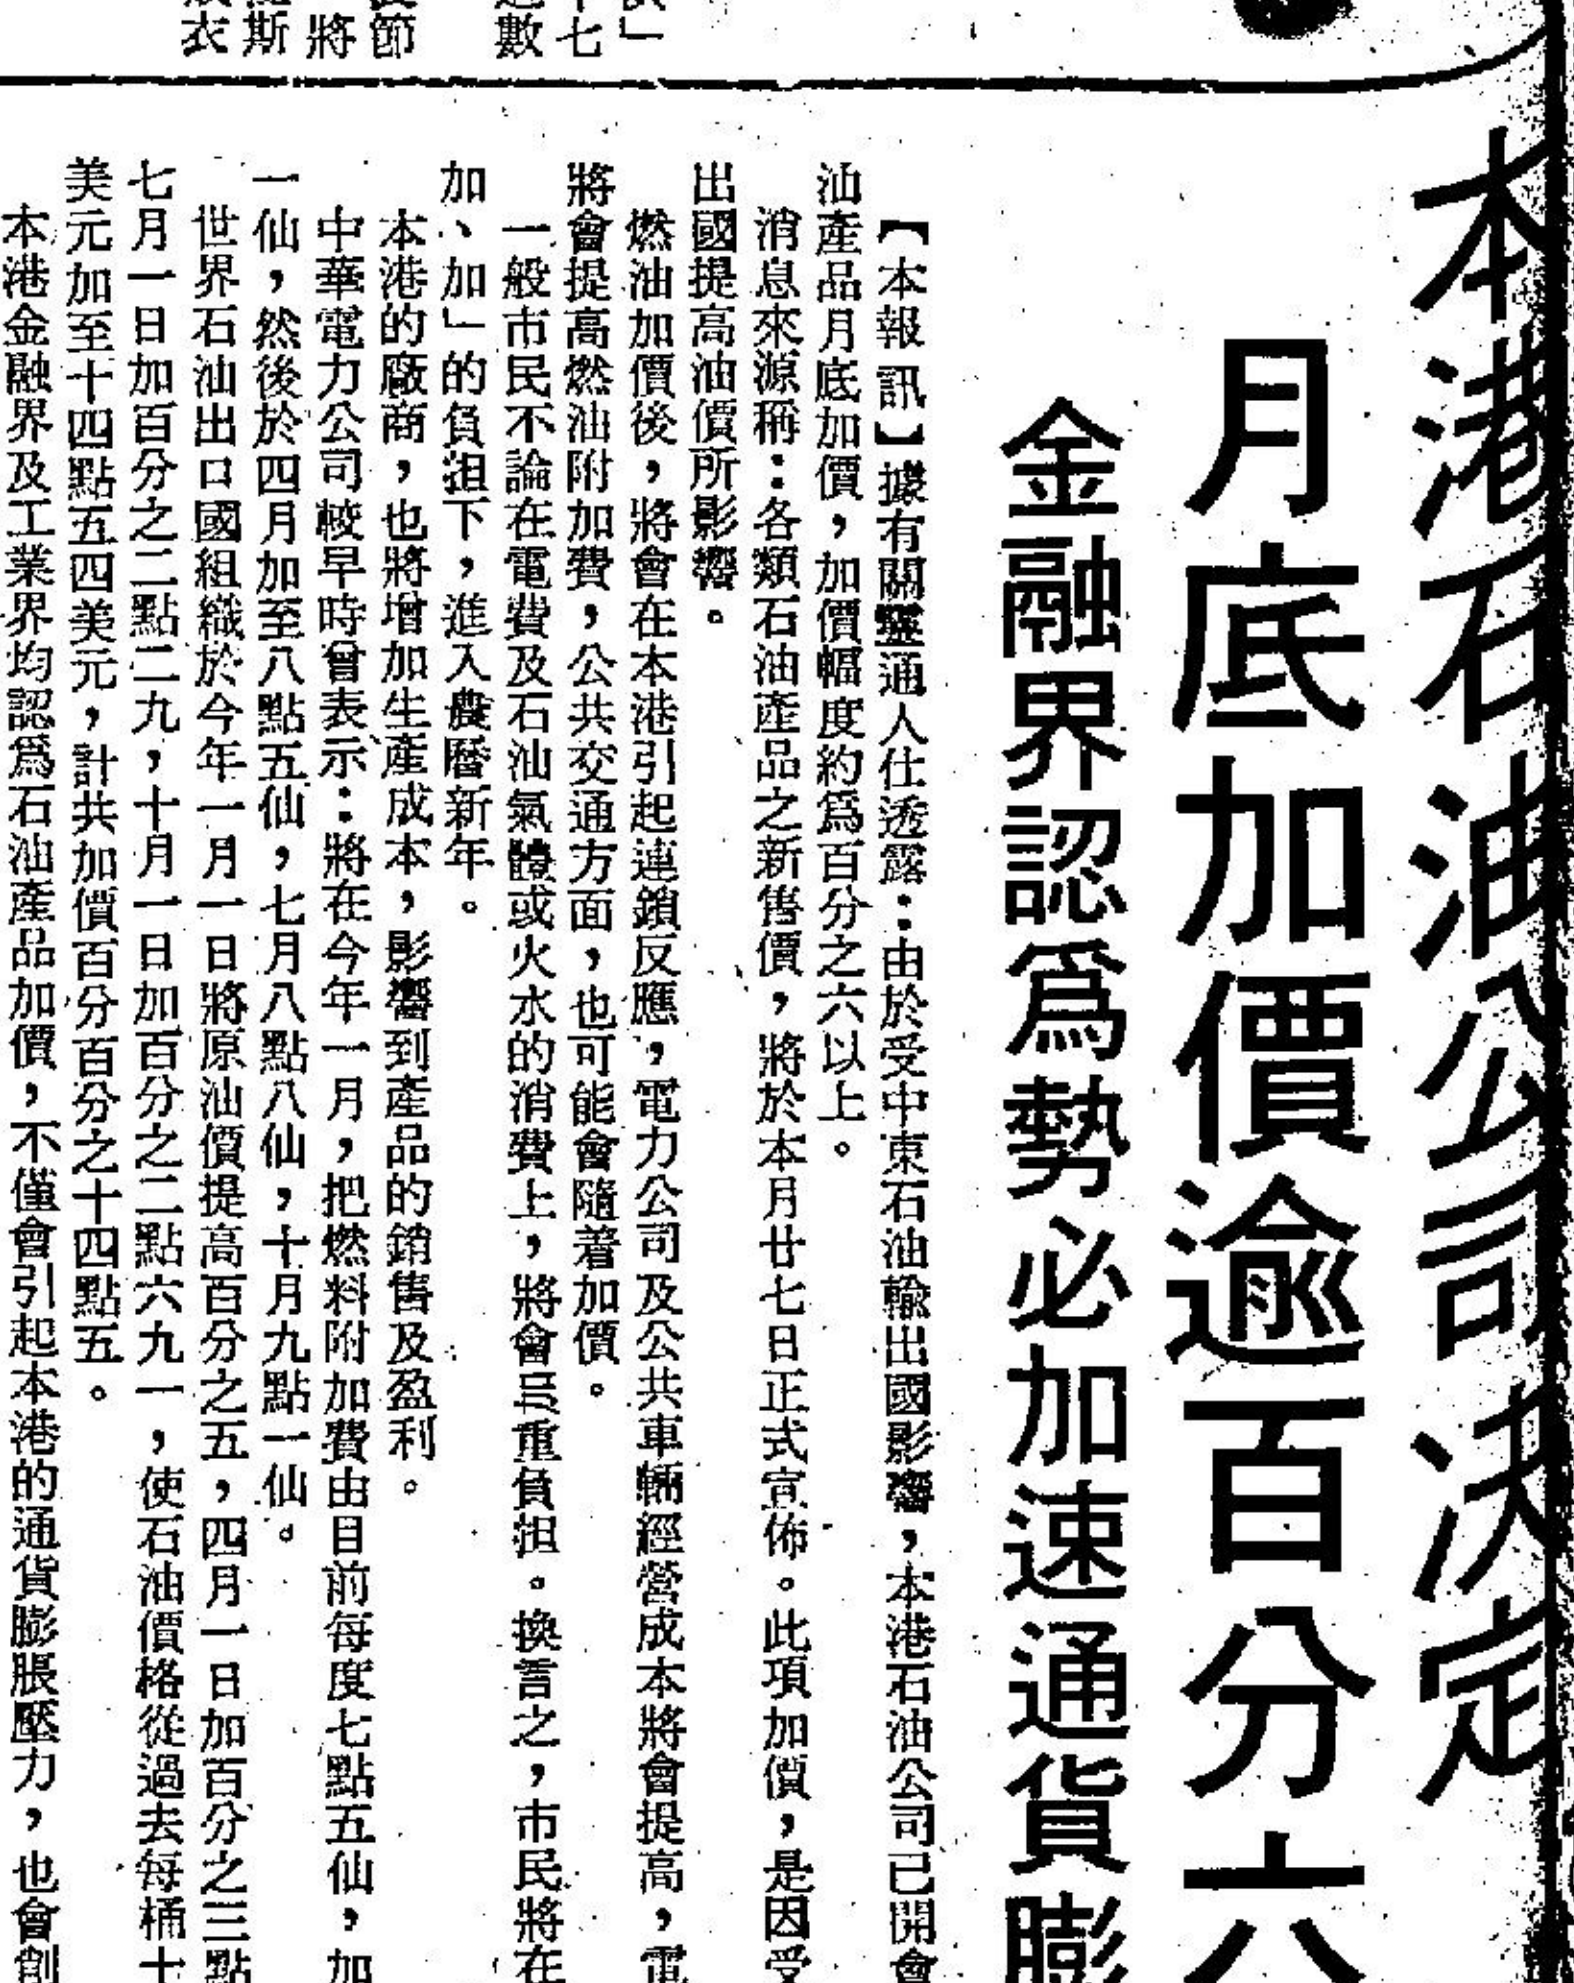 本港石油公司決定
月底加價逾百分六
金融界認爲勢必加速通貨膨
【本報訊】據有關靈通人仕透露：由於受中東石油輸出國影響，本港石油公司已開會
油產品月底加價，加價幅度約爲百分之六以上。
消息來源稱：各類石油產品之新售價，將於本月廿七日正式宣佈。此項加價，是因受
出國提高油價所影響。
燃油加價後，將會在本港引起連鎖反應，電力公司及公共車輛經營成本將會提高，電
將會提高燃油附加費，公共交通方面，也可能會隨着加價。
一般市民不論在電費及石油氣體或火水的消費上，將會 重負担。換言之，市民將在
加、加」的負担下，進入農曆新年。
本港的廠商，也將增加生產成本，影響到產品的銷售及盈利。
中華電力公司較早時曾表示：將在今年一月，把燃料附加費由目前每度七點五仙，加
一仙，然後於四月加至八點五仙，七月八點八仙，十月九點一仙。
世界石油出口國組織於今年一月一日將原油價提高百分之五，四月一日加百分之三點
七月一日加百分之二點二九，十月一日加百分之二點六九一，使石油價格從過去每桶十
美元加至十四點五四美元，計共加價百分百分之十四點五。
本港金融界及工業界均認爲石油產品加價，不僅會引起本港的通貨膨脹壓力，也會創
」
十七
數
節
將
斯
衣